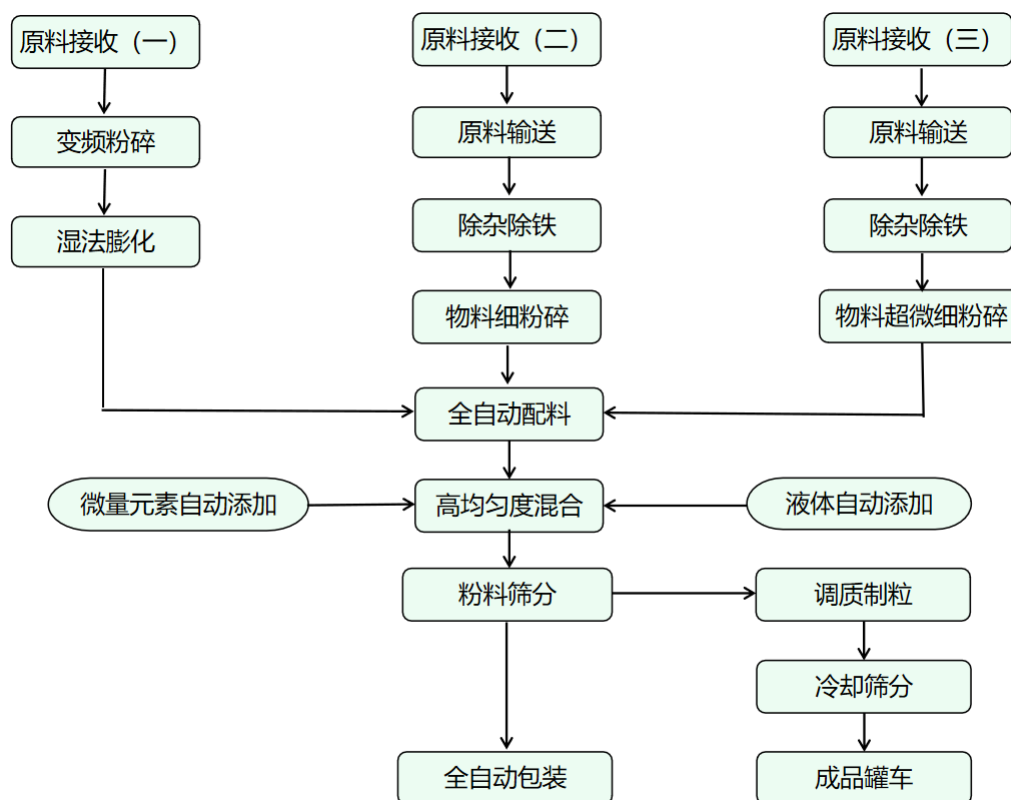 原料接收（一）
原料接收（二）
原料接收（三）
变频粉碎
原料输送
原料输送
湿法膨化
除杂除铁
除杂除铁
物料细粉碎
物料超微细粉碎
全自动配料
微量元素自动添加
高均匀度混合
液体自动添加
粉料筛分
调质制粒
冷却筛分
全自动包装
成品罐车